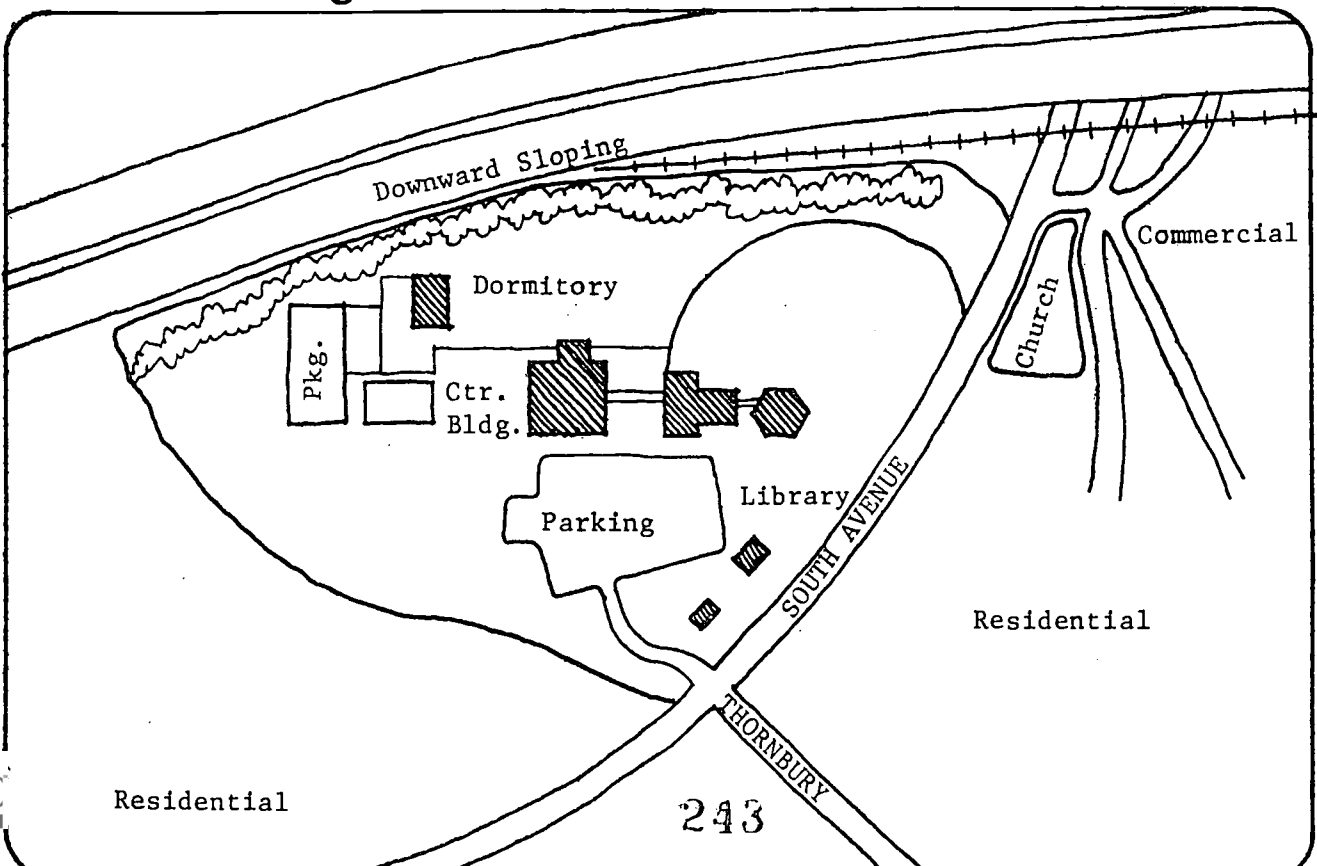 Downward Sloping
Commercial
Dormitory
Church
Pkg.
Ctr.
Bldg.
Library
Parking
SOUTH AVENUE
Residential
THORNBURY
Residential
243